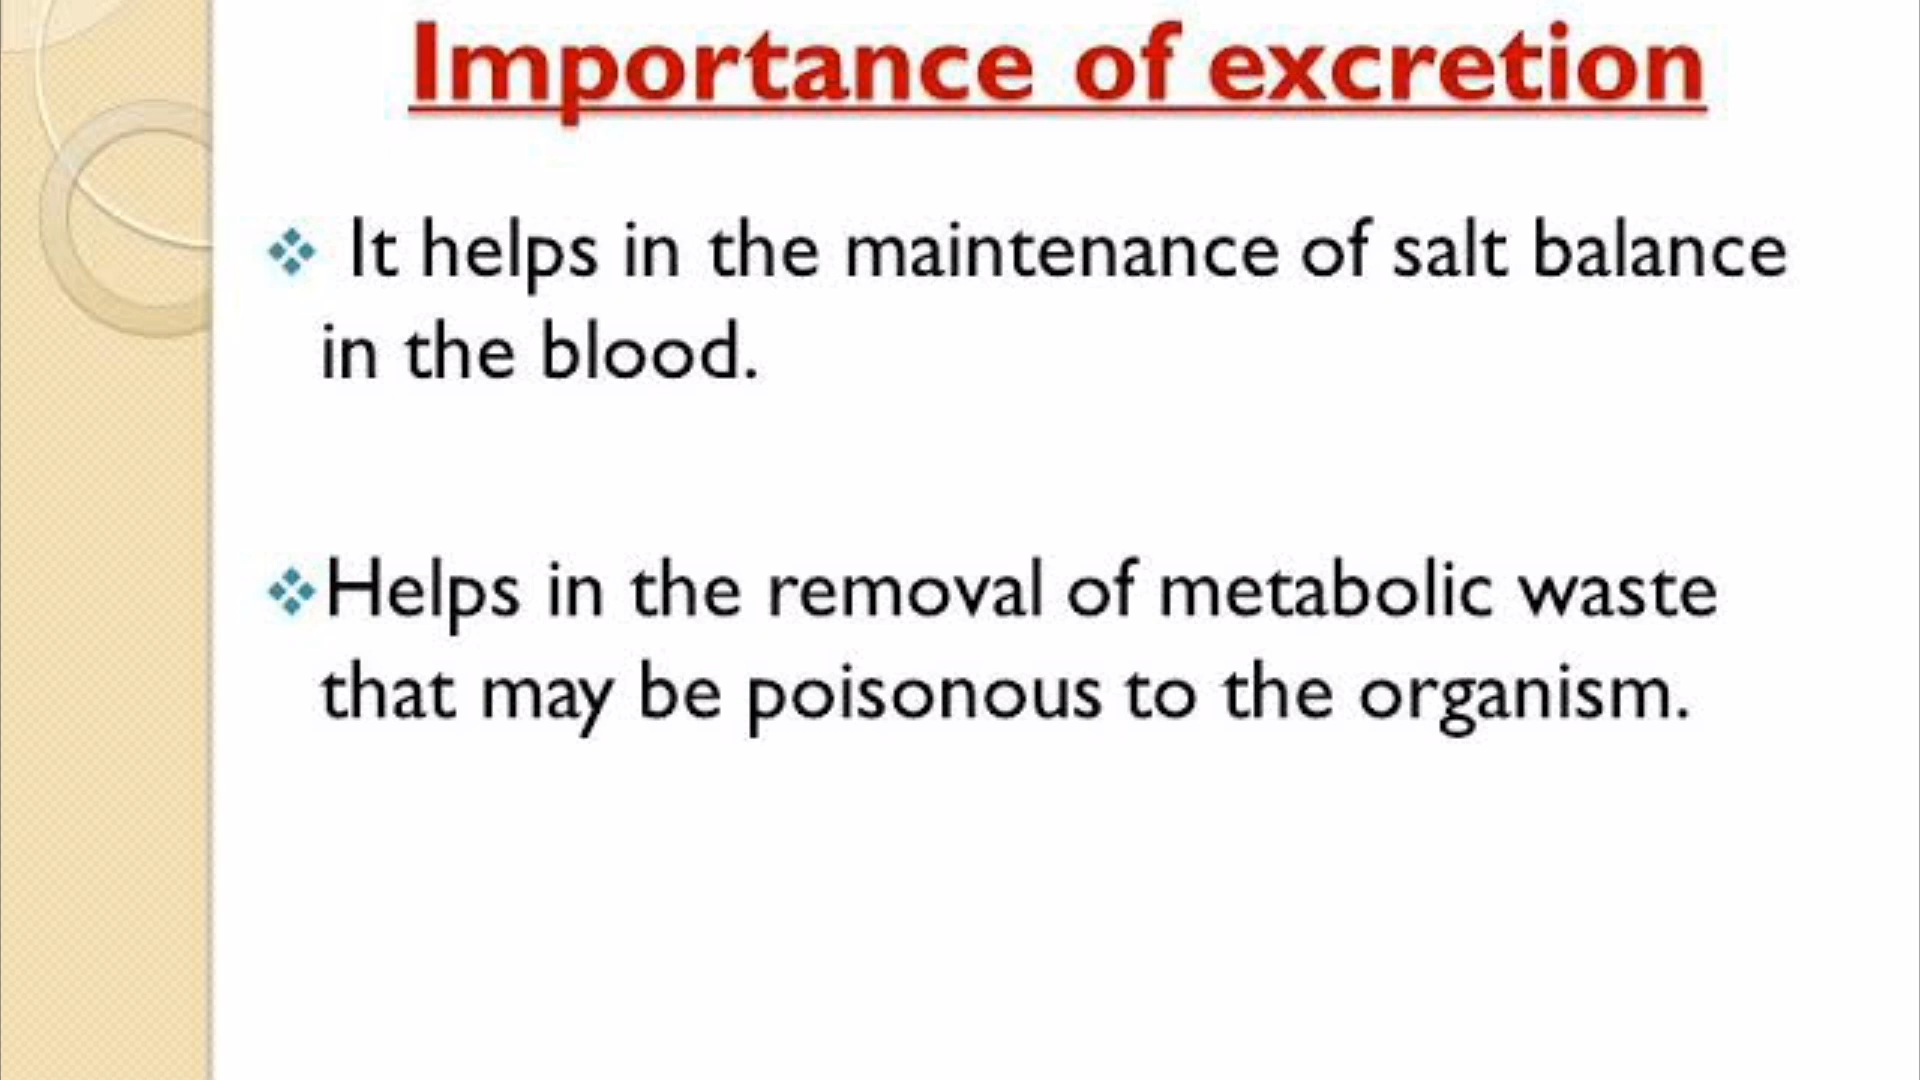 Importance of excretion
❖ It helps in the maintenance of salt balance
in the blood.
❖Helps in the removal of metabolic waste
that may be poisonous to the organism.